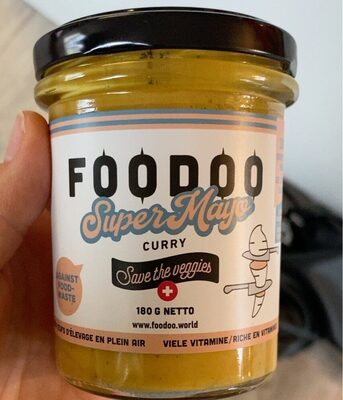 FOODOO
Super Mayo
CURRY
Save the veggies
AGAINST
FOOD-
WASTE
180 G NETTO
www.foodoo.world
D'ÉLEVAGE EN PLEIN AIR VIELE VITAMINE/RICHE EN